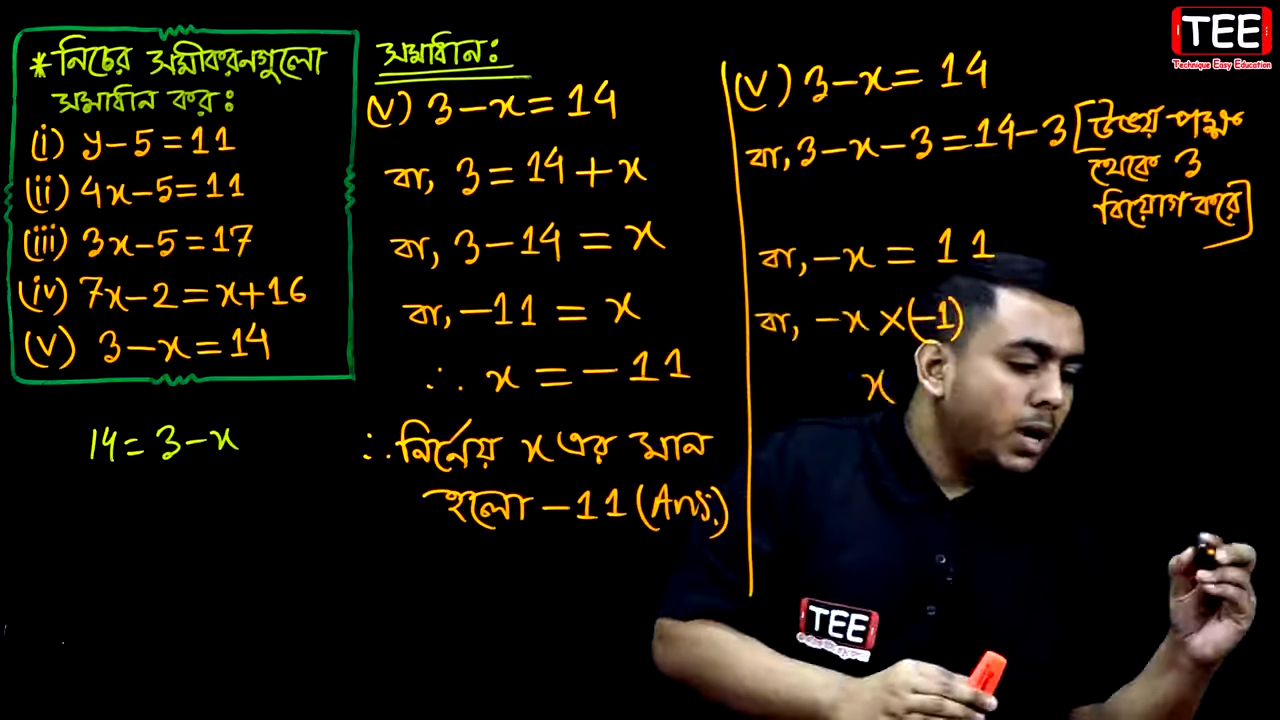 *নিচের সমীকরনগুলো
সমাধান কর:
(i) y-5=11
(ii) 4x-5=11
(iii) 3x-5=17
(iv) 7x-2=x+16
(v) 3-x=14
14=3-x
সমাধান:
(v) 3-x=14
বা, 3=14+x
বা, 3-14=x
বা, -11=x
∴ x=-11
∴ নির্নেয় x এর মান
হলো -11 (Ans:)
(v) 3-x=14
বা, 3-x-3=14-3 [উভয় পক্ষ
থেকে 3
বিয়োগ করে]
বা, -x=11
বা, -x×(-1)
x
TEE
Technique Easy Education
TEE